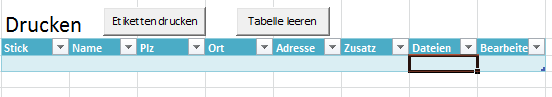 Drucken Etiketten drucken Tabelle leeren
Stick Name Plz Ort Adresse Zusatz Dateien Bearbeite